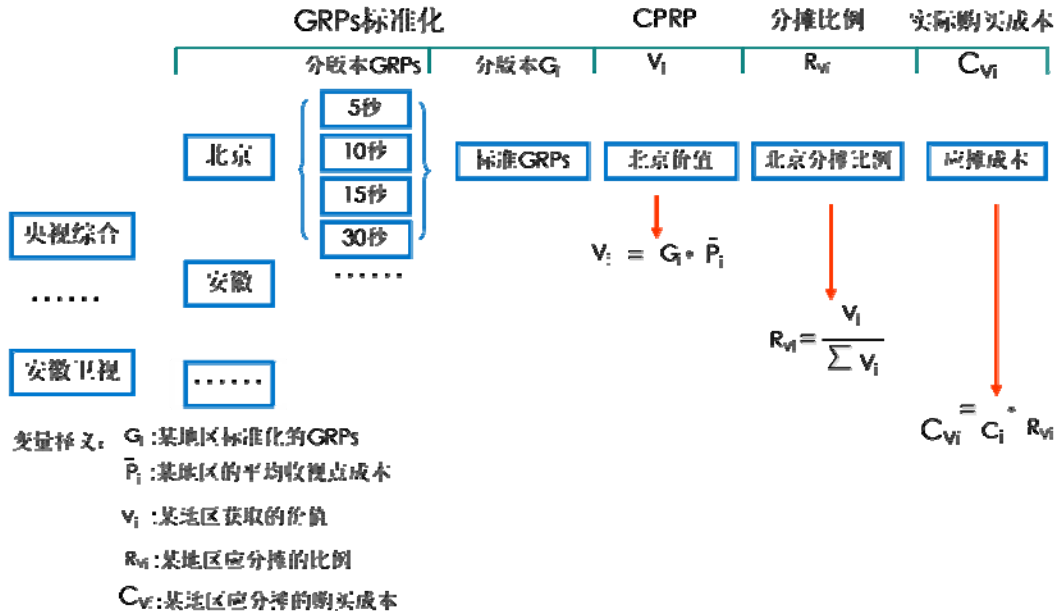 GRPs标准化 CPRP 分摊比例 实际购买成本
分版本GRPs 分版本Gi Vi Rvi Cvi
5秒
北京 10秒 标准GRPs 北京价值 北京分摊比例 应摊成本
15秒
央视综合 30秒
Vi = Gi * P̄i
安徽 ……
……
Rvi = Vi / ∑ Vi
安徽卫视 ……
Cvi = Ci * Rvi
变量释义: Gi :某地区标准化的GRPs
P̄i :某地区的平均收视点成本
Vi :某地区获取的价值
Rvi :某地区应分摊的比例
Cvi :某地区应分摊的购买成本